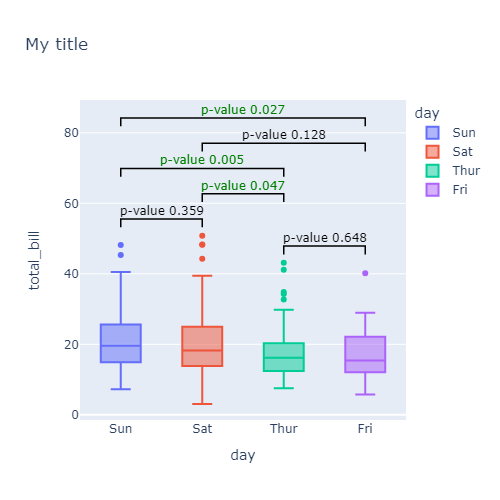 My title
p-value 0.027
p-value 0.128
p-value 0.005
p-value 0.047
p-value 0.359
p-value 0.648
total_bill
80
60
40
20
0
Sun Sat Thur Fri
day
day
Sun
Sat
Thur
Fri